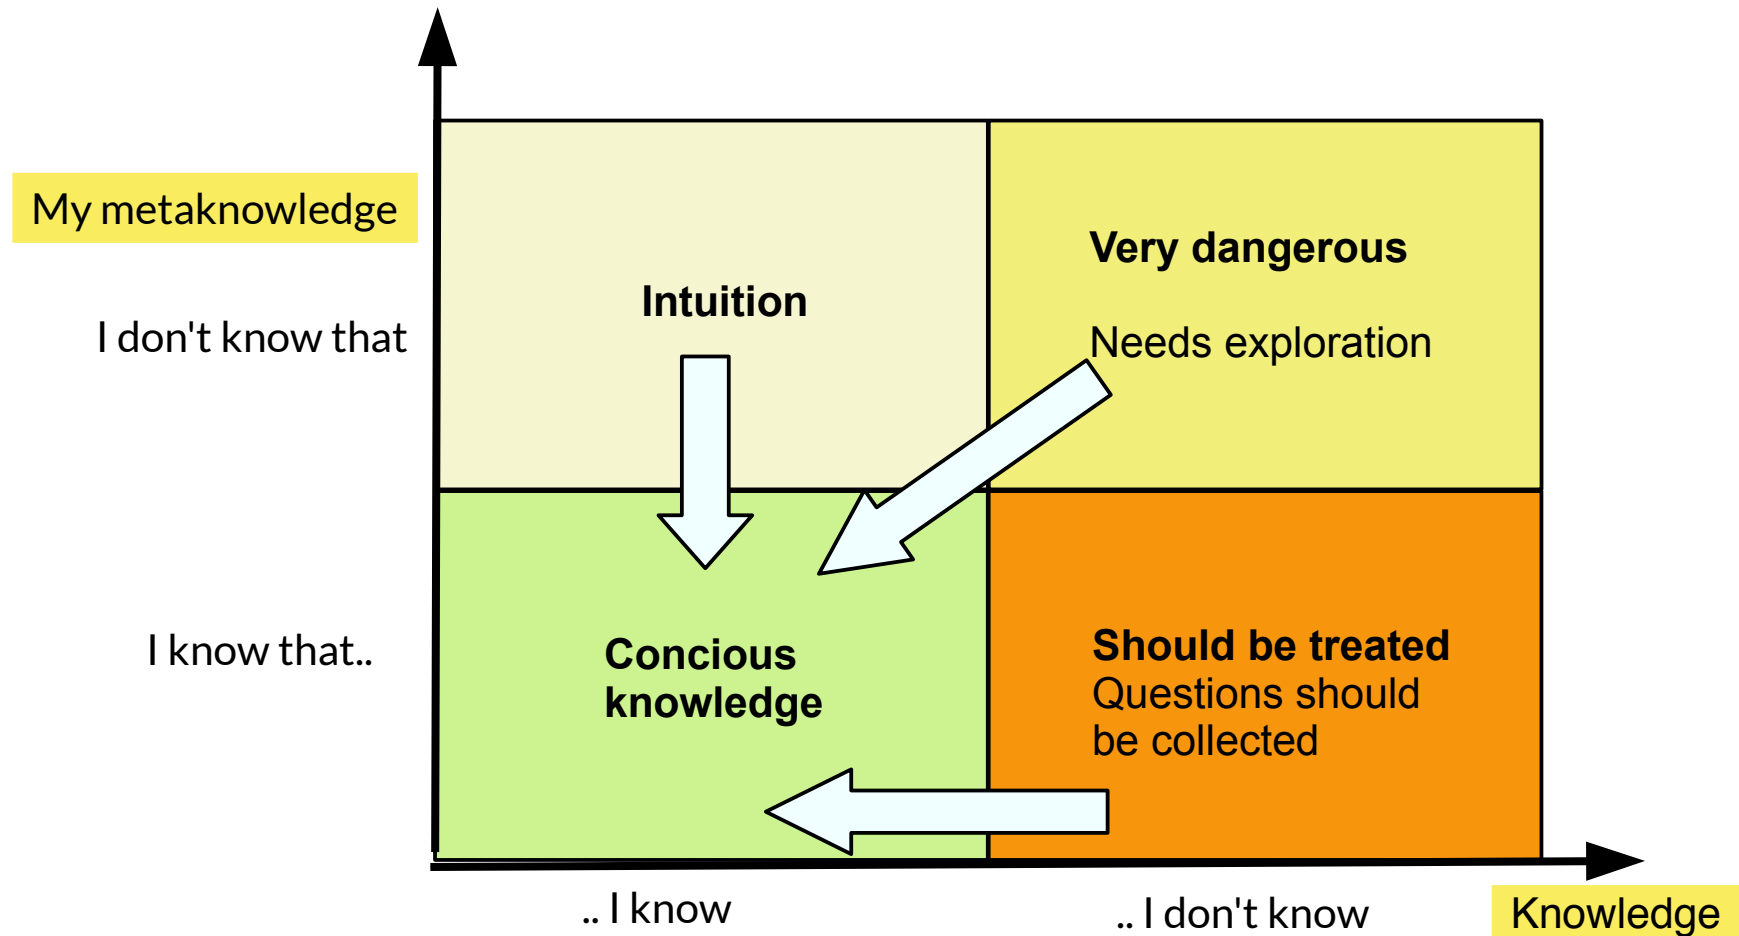 My metaknowledge
I don't know that
I know that..
Intuition
Very dangerous
Needs exploration
Concious
knowledge
Should be treated
Questions should
be collected
.. I know
.. I don't know
Knowledge